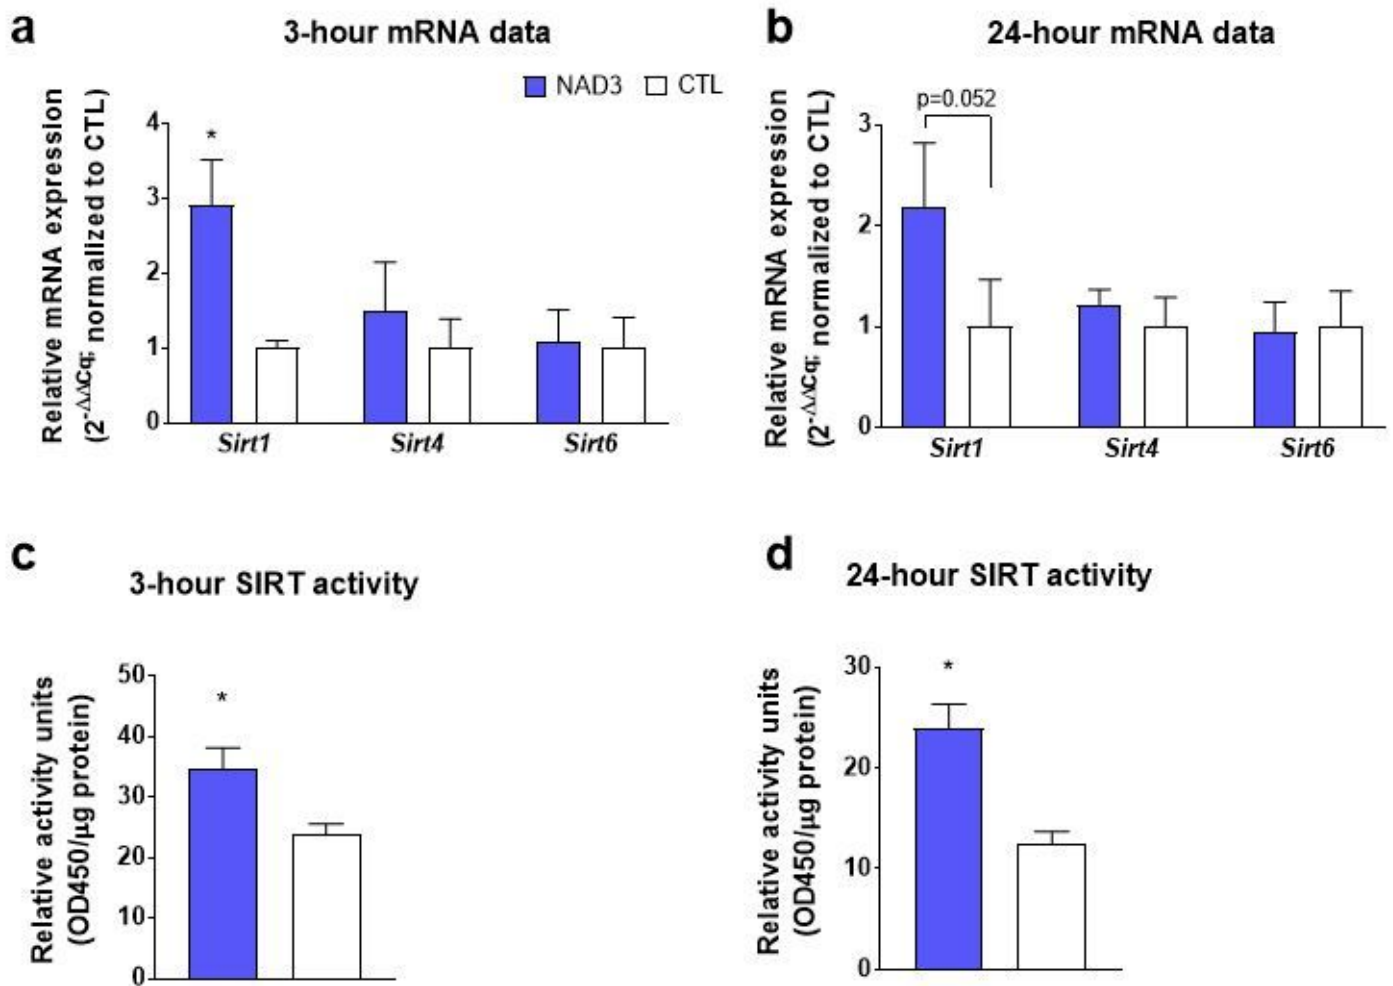 a
3-hour mRNA data
NAD3
CTL
Relative mRNA expression
(2-ΔΔCq; normalized to CTL)
4
3
2
1
0
*
Sirt1
Sirt4
Sirt6
b
24-hour mRNA data
Relative mRNA expression
(2-ΔΔCq; normalized to CTL)
3
2
1
0
p=0.052
Sirt1
Sirt4
Sirt6
c
3-hour SIRT activity
Relative activity units
(OD450/μg protein)
50
40
30
20
10
0
*
d
24-hour SIRT activity
Relative activity units
(OD450/μg protein)
30
20
10
0
*